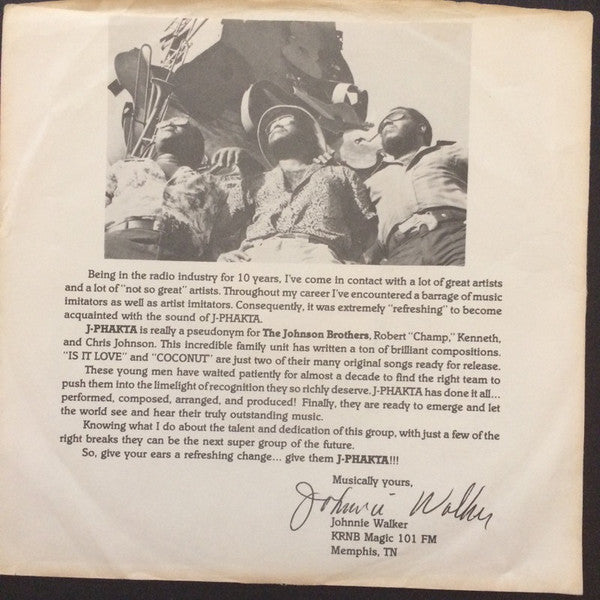 Being in the radio industry for 10 years, I've come in contact with a lot of great artists
and a lot of "not so great" artists. Throughout my career I've encountered a barrage of music
imitators as well as artist imitators. Consequently, it was extremely "refreshing" to become
acquainted with the sound of J-PHAKTA.
J-PHAKTA is really a pseudonym for The Johnson Brothers, Robert "Champ," Kenneth,
and Chris Johnson. This incredible family unit has written a ton of brilliant compositions.
"IS IT LOVE" and "COCONUT" are just two of their many original songs ready for release.
These young men have waited patiently for almost a decade to find the right team to
push them into the limelight of recognition they so richly deserve. J-PHAKTA has done it all...
performed, composed, arranged, and produced! Finally, they are ready to emerge and let
the world see and hear their truly outstanding music.
Knowing what I do about the talent and dedication of this group, with just a few of the
right breaks they can be the next super group of the future.
So, give your ears a refreshing change... give them J-PHAKTA!!!
Musically yours,
Johnnie Walker
Johnnie Walker
KRNB Magic 101 FM
Memphis, TN